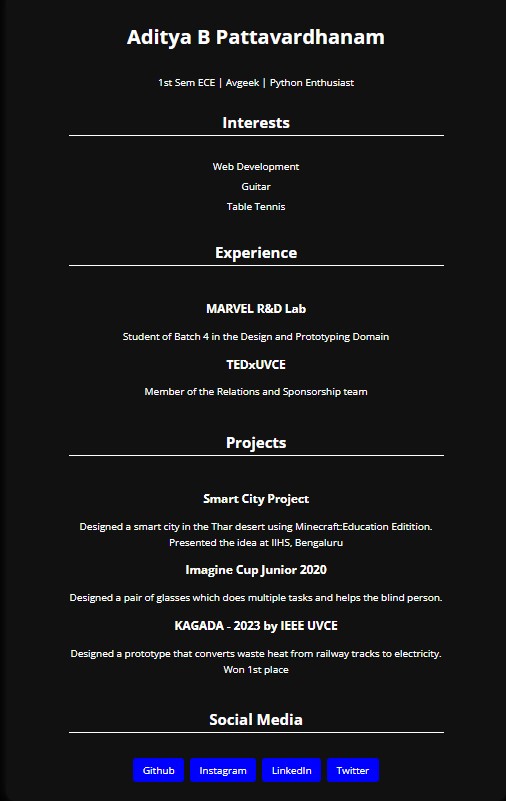 Aditya B Pattavardhanam
1st Sem ECE | Avgeek | Python Enthusiast
Interests
Web Development
Guitar
Table Tennis
Experience
MARVEL R&D Lab
Student of Batch 4 in the Design and Prototyping Domain
TEDxUVCE
Member of the Relations and Sponsorship team
Projects
Smart City Project
Designed a smart city in the Thar desert using Minecraft:Education Editition.
Presented the idea at IIHS, Bengaluru
Imagine Cup Junior 2020
Designed a pair of glasses which does multiple tasks and helps the blind person.
KAGADA - 2023 by IEEE UVCE
Designed a prototype that converts waste heat from railway tracks to electricity.
Won 1st place
Social Media
Github Instagram LinkedIn Twitter